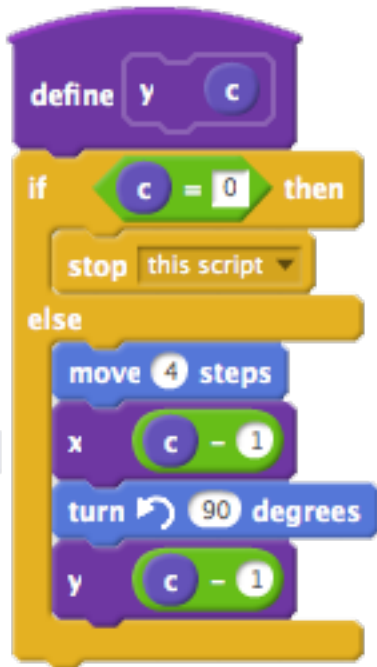 define y c
if c = 0 then
stop this script
else
move 4 steps
x c - 1
turn 90 degrees
y c - 1